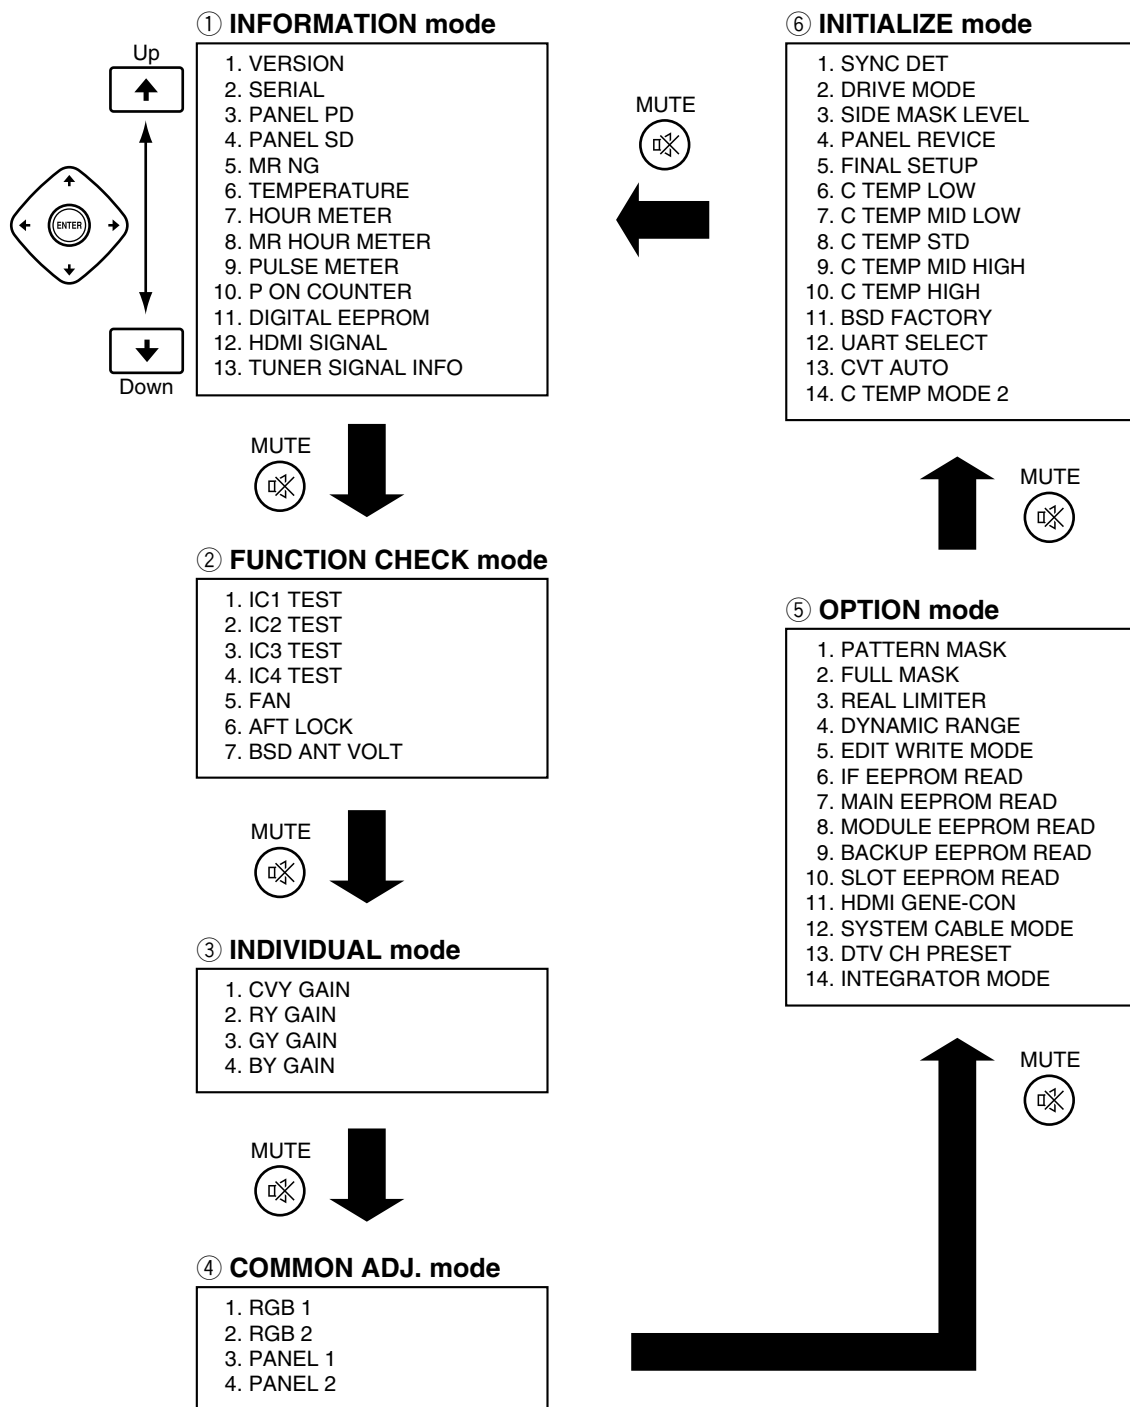 ① INFORMATION mode
Up
1. VERSION
2. SERIAL
3. PANEL PD
4. PANEL SD
5. MR NG
6. TEMPERATURE
7. HOUR METER
8. MR HOUR METER
9. PULSE METER
10. P ON COUNTER
11. DIGITAL EEPROM
12. HDMI SIGNAL
13. TUNER SIGNAL INFO
ENTER
Down
MUTE
② FUNCTION CHECK mode
1. IC1 TEST
2. IC2 TEST
3. IC3 TEST
4. IC4 TEST
5. FAN
6. AFT LOCK
7. BSD ANT VOLT
MUTE
③ INDIVIDUAL mode
1. CVY GAIN
2. RY GAIN
3. GY GAIN
4. BY GAIN
MUTE
④ COMMON ADJ. mode
1. RGB 1
2. RGB 2
3. PANEL 1
4. PANEL 2
MUTE
⑤ OPTION mode
1. PATTERN MASK
2. FULL MASK
3. REAL LIMITER
4. DYNAMIC RANGE
5. EDIT WRITE MODE
6. IF EEPROM READ
7. MAIN EEPROM READ
8. MODULE EEPROM READ
9. BACKUP EEPROM READ
10. SLOT EEPROM READ
11. HDMI GENE-CON
12. SYSTEM CABLE MODE
13. DTV CH PRESET
14. INTEGRATOR MODE
MUTE
⑥ INITIALIZE mode
1. SYNC DET
2. DRIVE MODE
3. SIDE MASK LEVEL
4. PANEL REVICE
5. FINAL SETUP
6. C TEMP LOW
7. C TEMP MID LOW
8. C TEMP STD
9. C TEMP MID HIGH
10. C TEMP HIGH
11. BSD FACTORY
12. UART SELECT
13. CVT AUTO
14. C TEMP MODE 2
MUTE